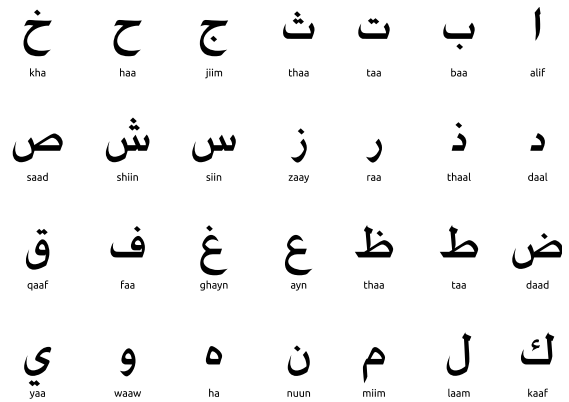 ا ب ت ث ج ح خ
alif baa taa thaa jiim haa kha
د ذ ر ز س ش ص
daal thaal raa zaay siin shiin saad
ض ط ظ ع غ ف ق
daad taa thaa ayn ghayn faa qaaf
ك ل م ن ه و ي
kaaf laam miim nuun ha waaw yaa